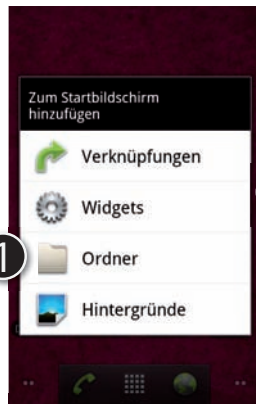 Zum Startbildschirm
hinzufügen
Verknüpfungen
Widgets
1
Ordner
Hintergründe